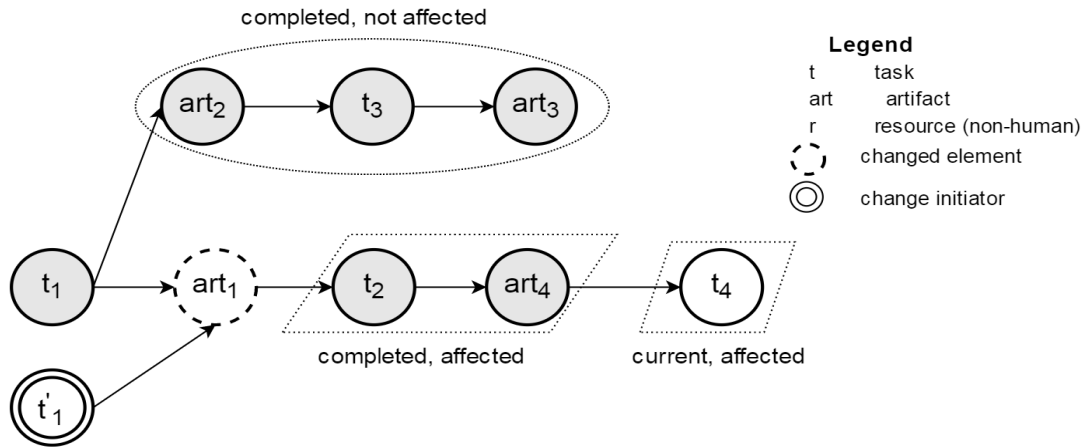 completed, not affected
Legend
t task
art artifact
r resource (non-human)
changed element
change initiator
art₂ t₃ art₃
t₁ art₁ t₂ art₄ t₄
completed, affected current, affected
t'₁